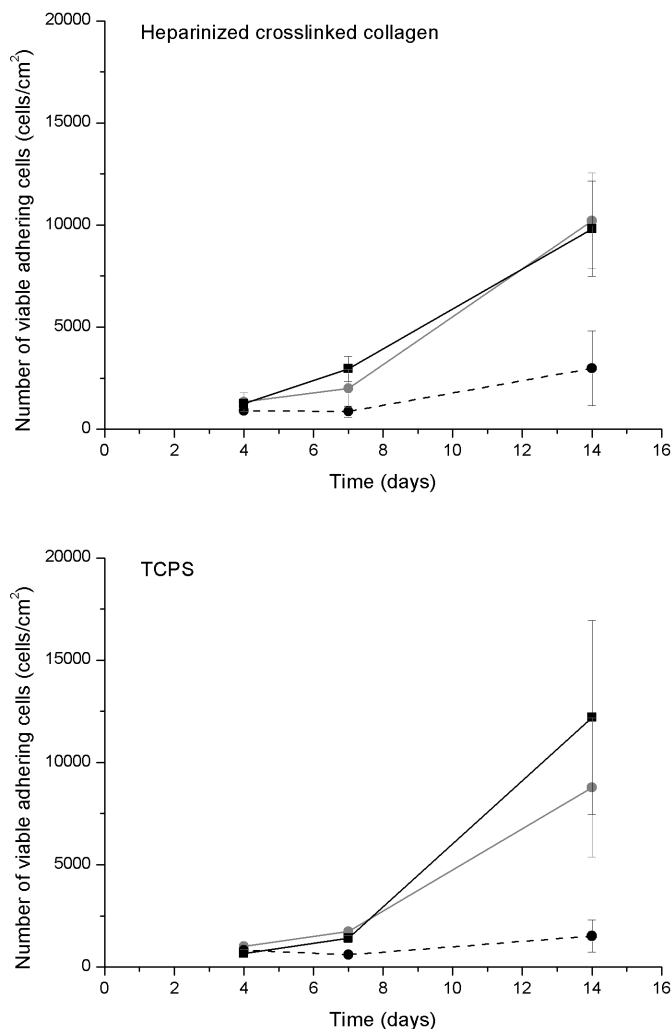 Heparinized crosslinked collagen
20000
15000
10000
5000
0
Number of viable adhering cells (cells/cm²)
0 2 4 6 8 10 12 14 16
Time (days)
TCPS
20000
15000
10000
5000
0
Number of viable adhering cells (cells/cm²)
0 2 4 6 8 10 12 14 16
Time (days)